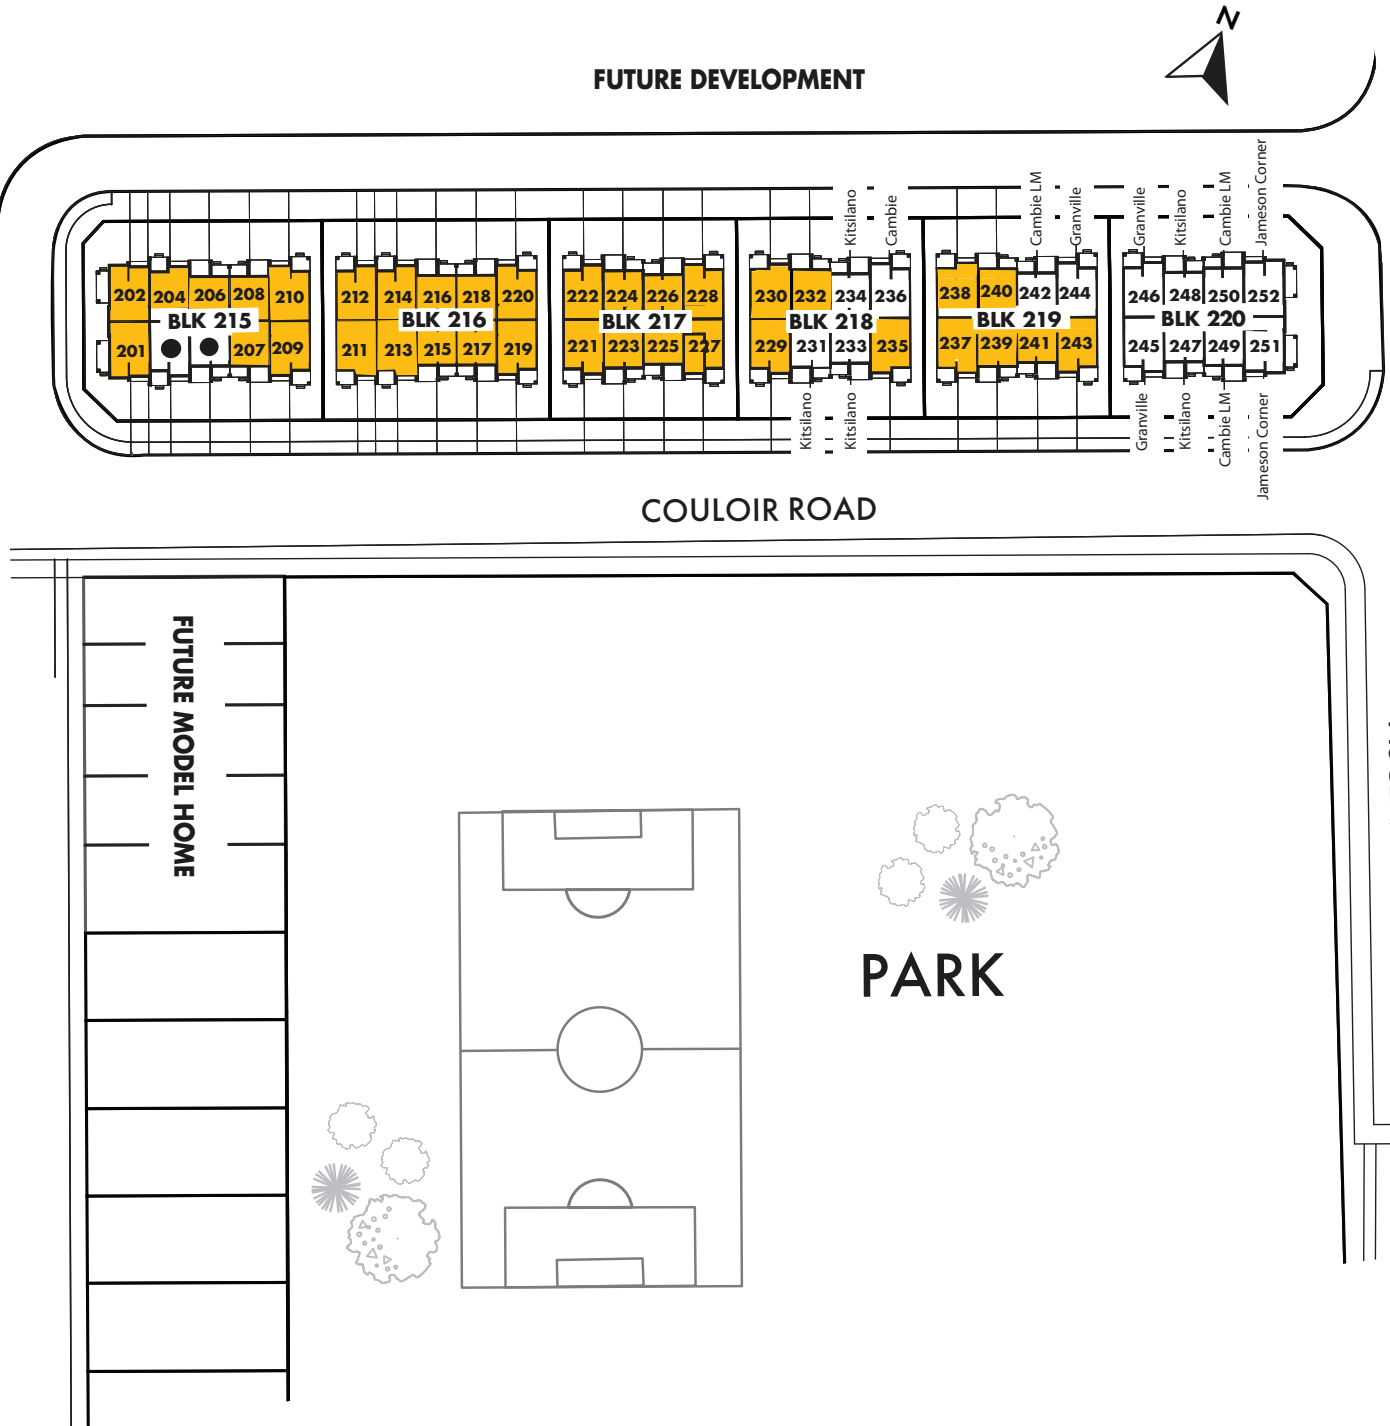 N
FUTURE DEVELOPMENT
Kitsilano
Cambie
Cambie LM
Granville
Granville
Kitsilano
Cambie LM
Jameson Corner
202 204 206 208 210
BLK 215
201 207 209
212 214 216 218 220
BLK 216
211 213 215 217 219
222 224 226 228
BLK 217
221 223 225 227
230 232 234 236
BLK 218
229 231 233 235
238 240 242 244
BLK 219
237 239 241 243
246 248 250 252
BLK 220
245 247 249 251
Kitsilano
Kitsilano
Granville
Kitsilano
Cambie LM
Jameson Corner
COULOIR ROAD
FUTURE MODEL HOME
PARK